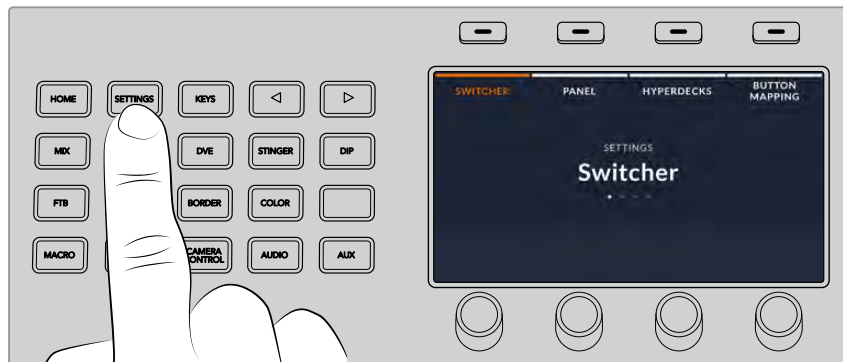 HOME
SETTINGS
KEYS
MIX
DVE
STINGER
DIP
FTB
BORDER
COLOR
MACRO
CAMERA
CONTROL
AUDIO
AUX
SWITCHER
PANEL
HYPERDECKS
BUTTON
MAPPING
SETTINGS
Switcher